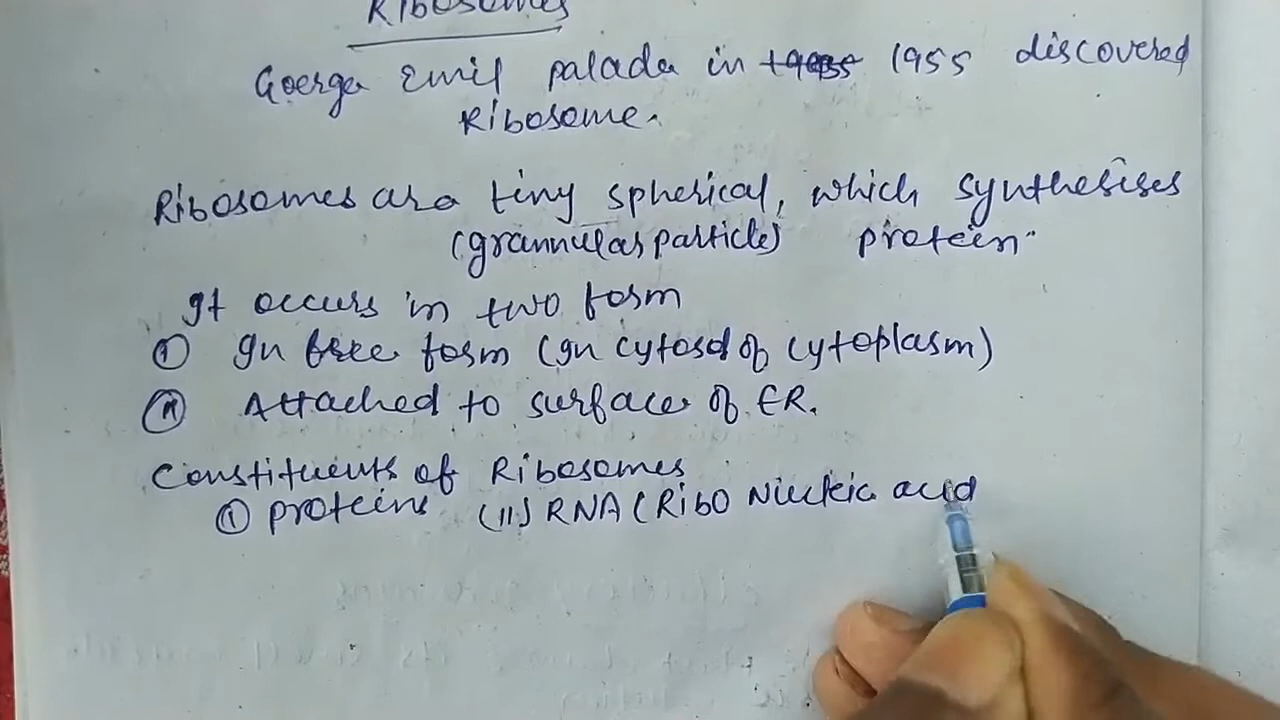 Ribosomes
Goerge Emil palade in 1955 discovered
Ribosome.
Ribosomes are tiny spherical, which synthesises
(grannular particle) protein
It occurs in two form
(i) In free form (In cytosol of cytoplasm)
(ii) Attached to surface of ER.
Constituents of Ribosomes
(i) proteins (ii) RNA (Ribo Nucleic acid